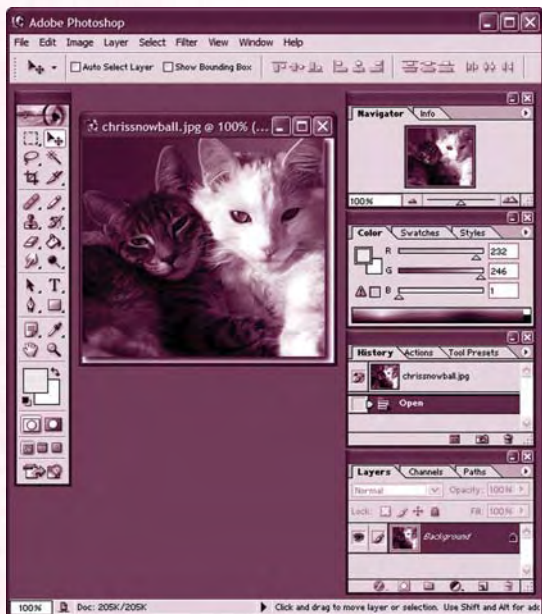 Adobe Photoshop
File Edit Image Layer Select Filter View Window Help
Auto Select Layer Show Bounding Box
chrissnowball.jpg @ 100% (...
Navigator Info
100%
Color Swatches Styles
R 232
G 246
B 1
History Actions Tool Presets
chrissnowball.jpg
Open
Layers Channels Paths
Normal Opacity: 100%
Lock: Fill: 100%
Background
T
100% Doc: 205K/205K Click and drag to move layer or selection. Use Shift and Alt for ad